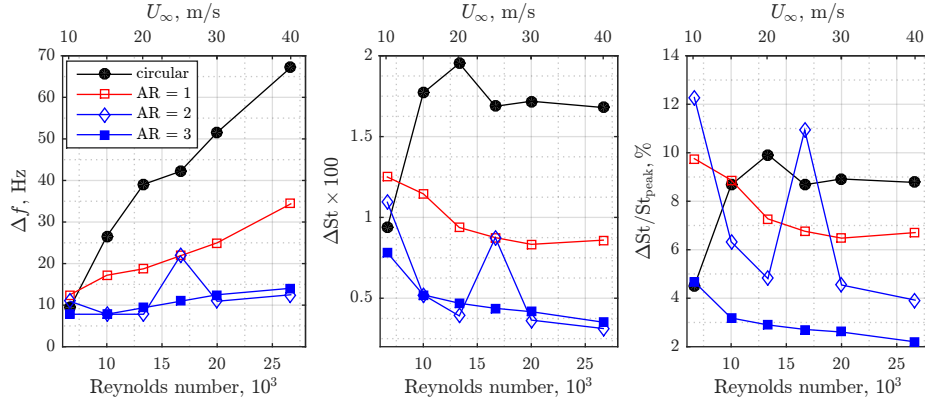 U∞, m/s
10 20 30 40
Δf, Hz
70
60
50
40
30
20
10
0
circular
AR = 1
AR = 2
AR = 3
10 15 20 25
Reynolds number, 10³
U∞, m/s
10 20 30 40
ΔSt × 100
2
1.5
1
0.5
10 15 20 25
Reynolds number, 10³
U∞, m/s
10 20 30 40
ΔSt/St_peak, %
14
12
10
8
6
4
2
10 15 20 25
Reynolds number, 10³